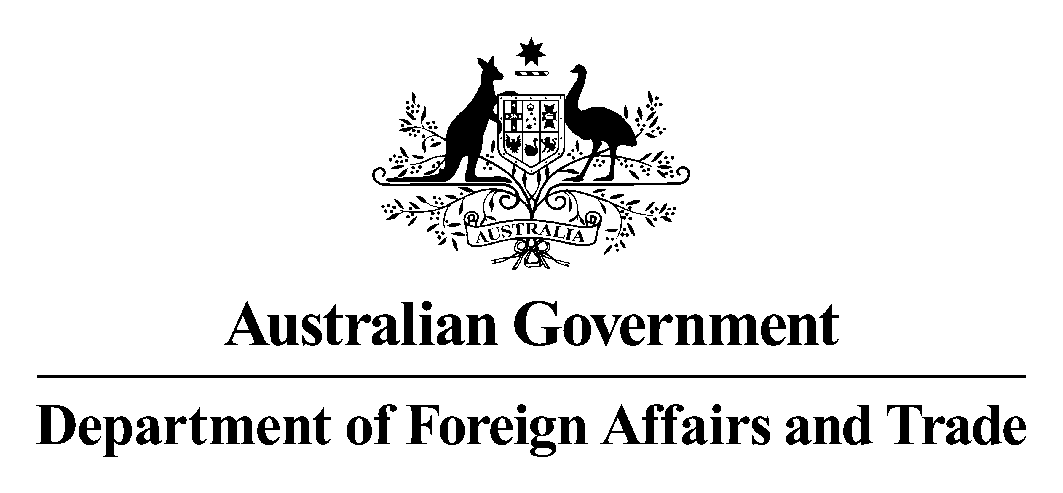 AUSTRALIA
Australian Government
Department of Foreign Affairs and Trade